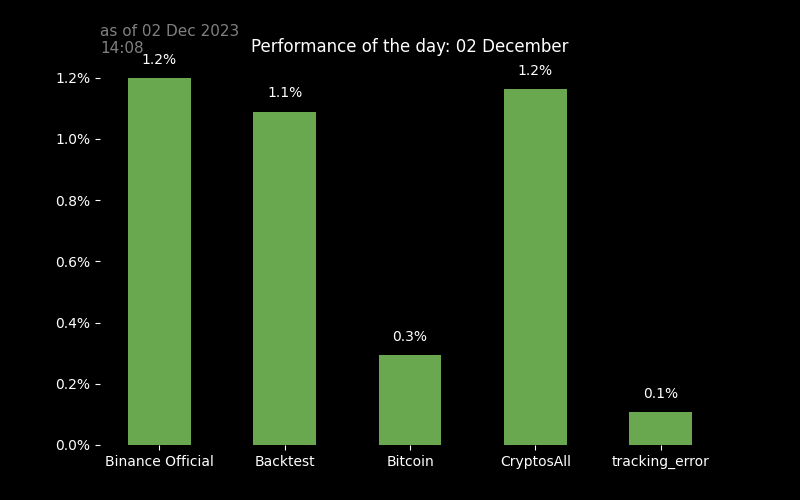 as of 02 Dec 2023
14:08
Performance of the day: 02 December
1.2%
1.1%
0.3%
1.2%
0.1%
1.2%
1.0%
0.8%
0.6%
0.4%
0.2%
0.0%
Binance Official
Backtest
Bitcoin
CryptosAll
tracking_error